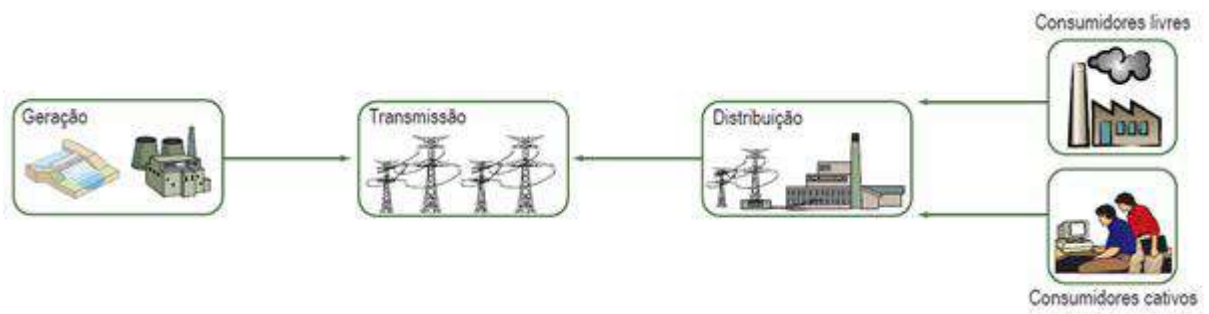 Consumidores livres
Geração
Transmissão
Distribuição
Consumidores cativos